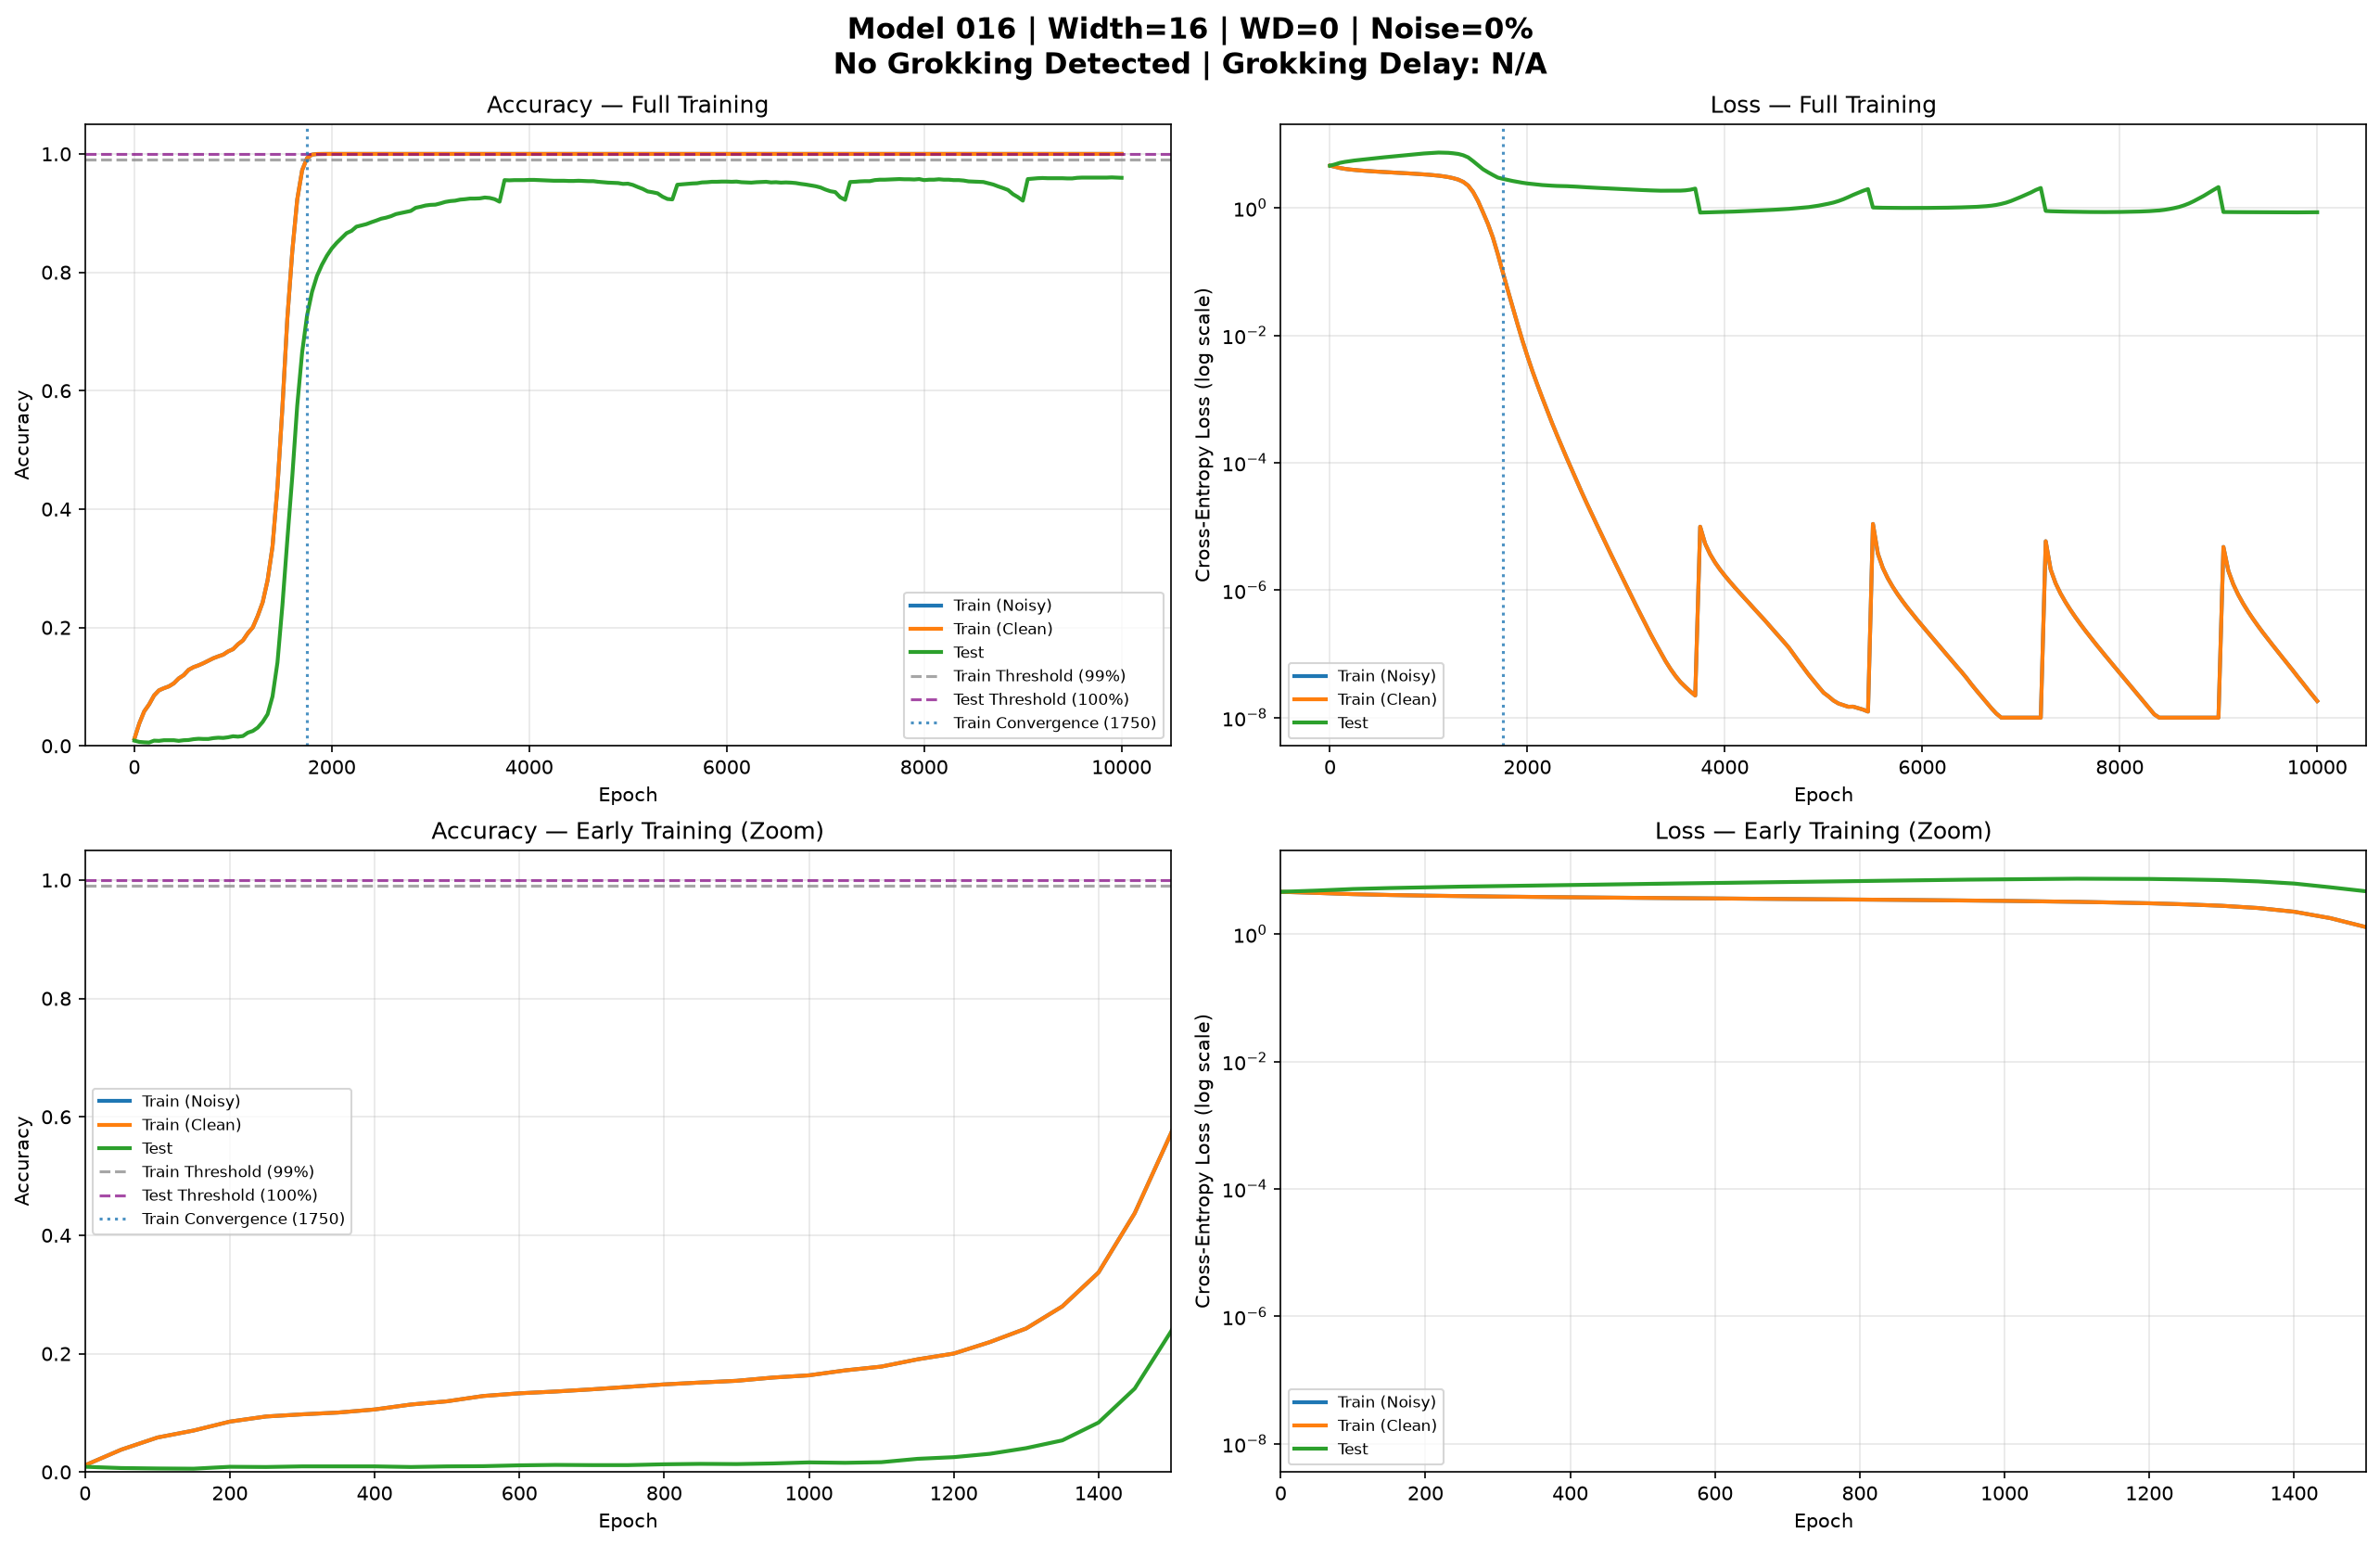 Model 016 | Width=16 | WD=0 | Noise=0%
No Grokking Detected | Grokking Delay: N/A
Accuracy — Full Training
Accuracy
1.0
0.8
0.6
0.4
0.2
0.0
0
2000
4000
6000
8000
10000
Epoch
Train (Noisy)
Train (Clean)
Test
Train Threshold (99%)
Test Threshold (100%)
Train Convergence (1750)
Loss — Full Training
Cross-Entropy Loss (log scale)
10⁰
10⁻²
10⁻⁴
10⁻⁶
10⁻⁸
0
2000
4000
6000
8000
10000
Epoch
Train (Noisy)
Train (Clean)
Test
Accuracy — Early Training (Zoom)
Accuracy
1.0
0.8
0.6
0.4
0.2
0.0
0
200
400
600
800
1000
1200
1400
Epoch
Train (Noisy)
Train (Clean)
Test
Train Threshold (99%)
Test Threshold (100%)
Train Convergence (1750)
Loss — Early Training (Zoom)
Cross-Entropy Loss (log scale)
10⁰
10⁻²
10⁻⁴
10⁻⁶
10⁻⁸
0
200
400
600
800
1000
1200
1400
Epoch
Train (Noisy)
Train (Clean)
Test